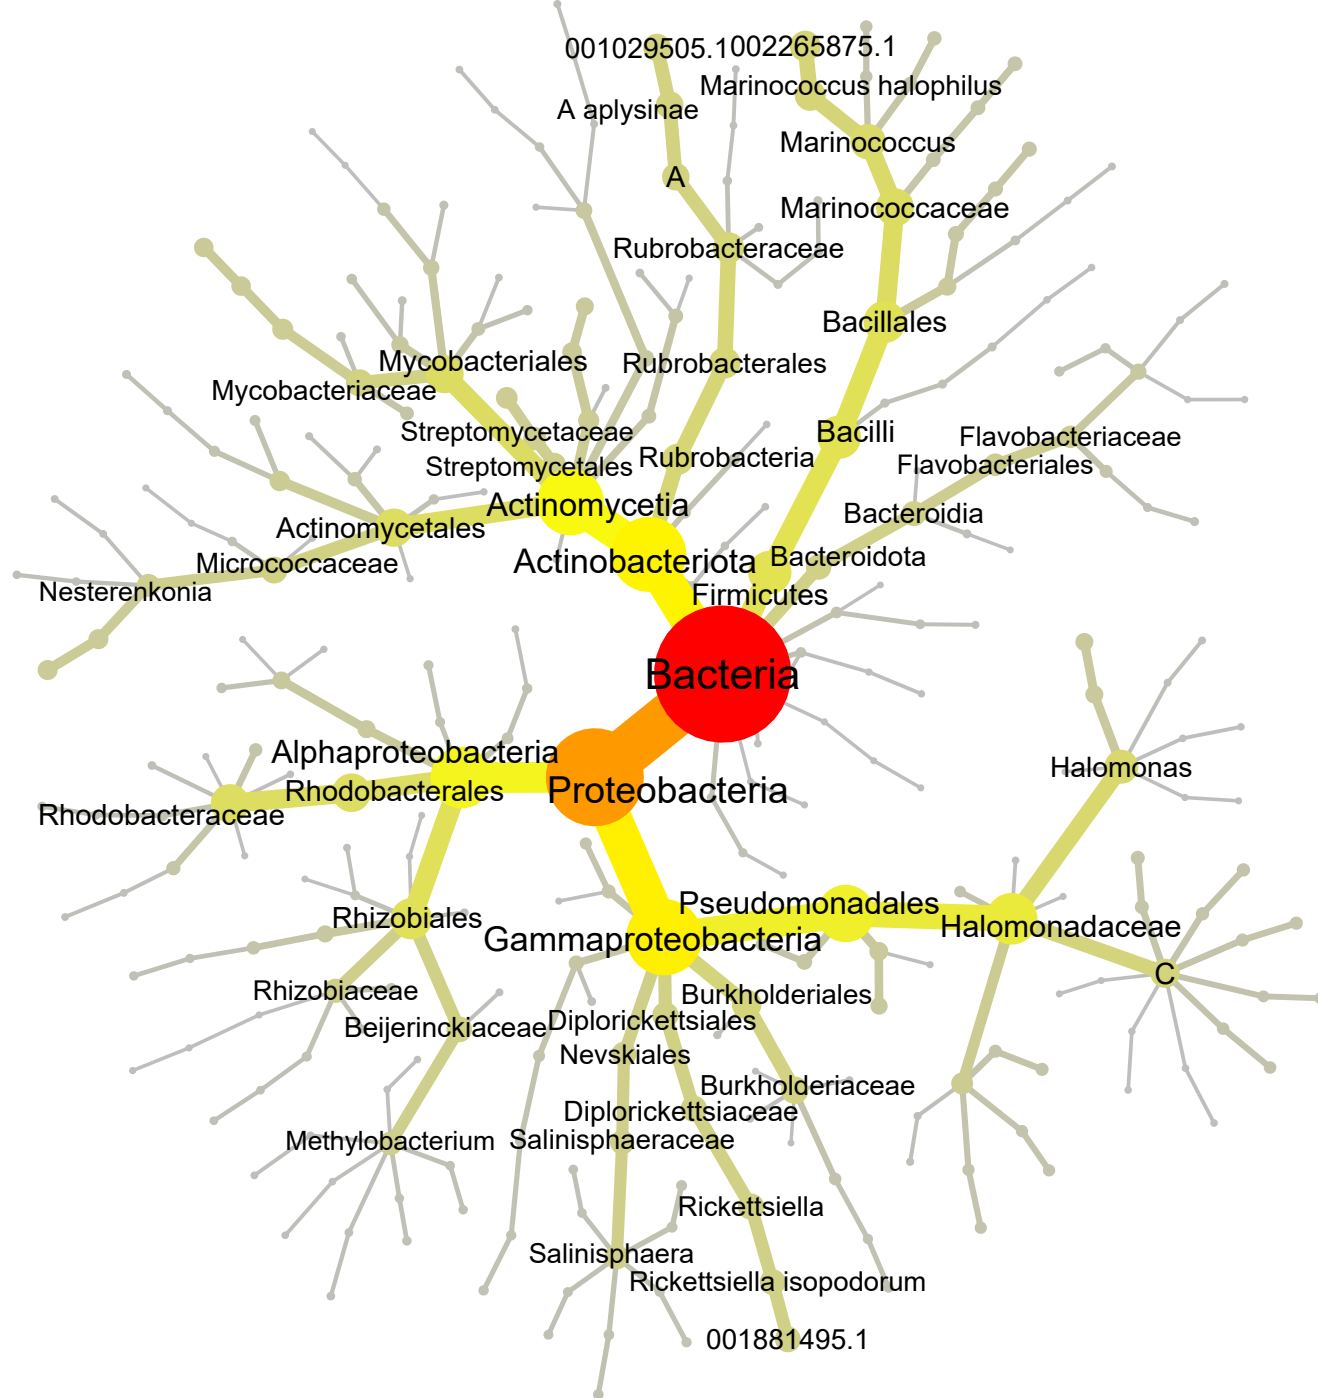 001029505.1
002265875.1
Marinococcus halophilus
A aplysinae
Marinococcus
A
Marinococcaceae
Rubrobacteraceae
Bacillales
Mycobacteriales
Rubrobacterales
Mycobacteriaceae
Streptomycetaceae
Bacilli
Flavobacteriaceae
Streptomycetales
Rubrobacteria
Flavobacteriales
Actinomycetia
Bacteroidia
Actinomycetales
Actinobacteriota
Bacteroidota
Micrococcaceae
Nesterenkonia
Firmicutes
Bacteria
Alphaproteobacteria
Halomonas
Rhodobacterales
Proteobacteria
Rhodobacteraceae
Pseudomonadales
Rhizobiales
Halomonadaceae
Gammaproteobacteria
C
Rhizobiaceae
Burkholderiales
Beijerinckiaceae
Diplorickettsiales
Nevskiales
Burkholderiaceae
Diplorickettsiaceae
Methylobacterium
Salinisphaeraceae
Rickettsiella
Salinisphaera
Rickettsiella isopodorum
001881495.1